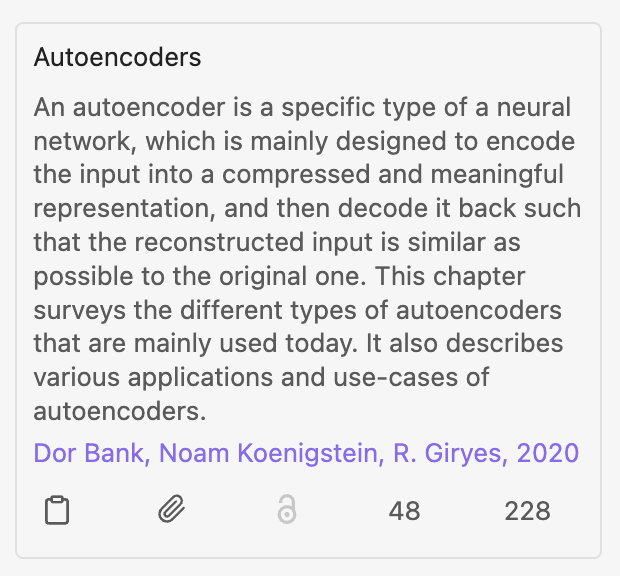 Autoencoders
An autoencoder is a specific type of a neural
network, which is mainly designed to encode
the input into a compressed and meaningful
representation, and then decode it back such
that the reconstructed input is similar as
possible to the original one. This chapter
surveys the different types of autoencoders
that are mainly used today. It also describes
various applications and use-cases of
autoencoders.
Dor Bank, Noam Koenigstein, R. Giryes, 2020
48 228